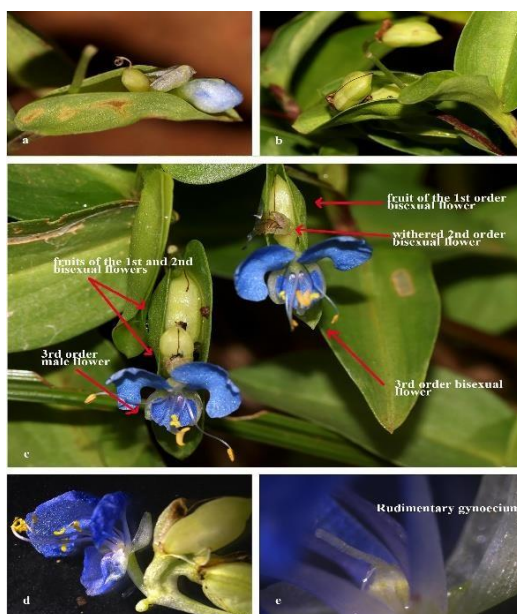 a
b
fruit of the 1st order
bisexual flower
withered 2nd order
bisexual flower
fruits of the 1st and 2nd
bisexual flowers
3rd order
male flower
3rd order bisexual
flower
c
d
Rudimentary gynoecium
e